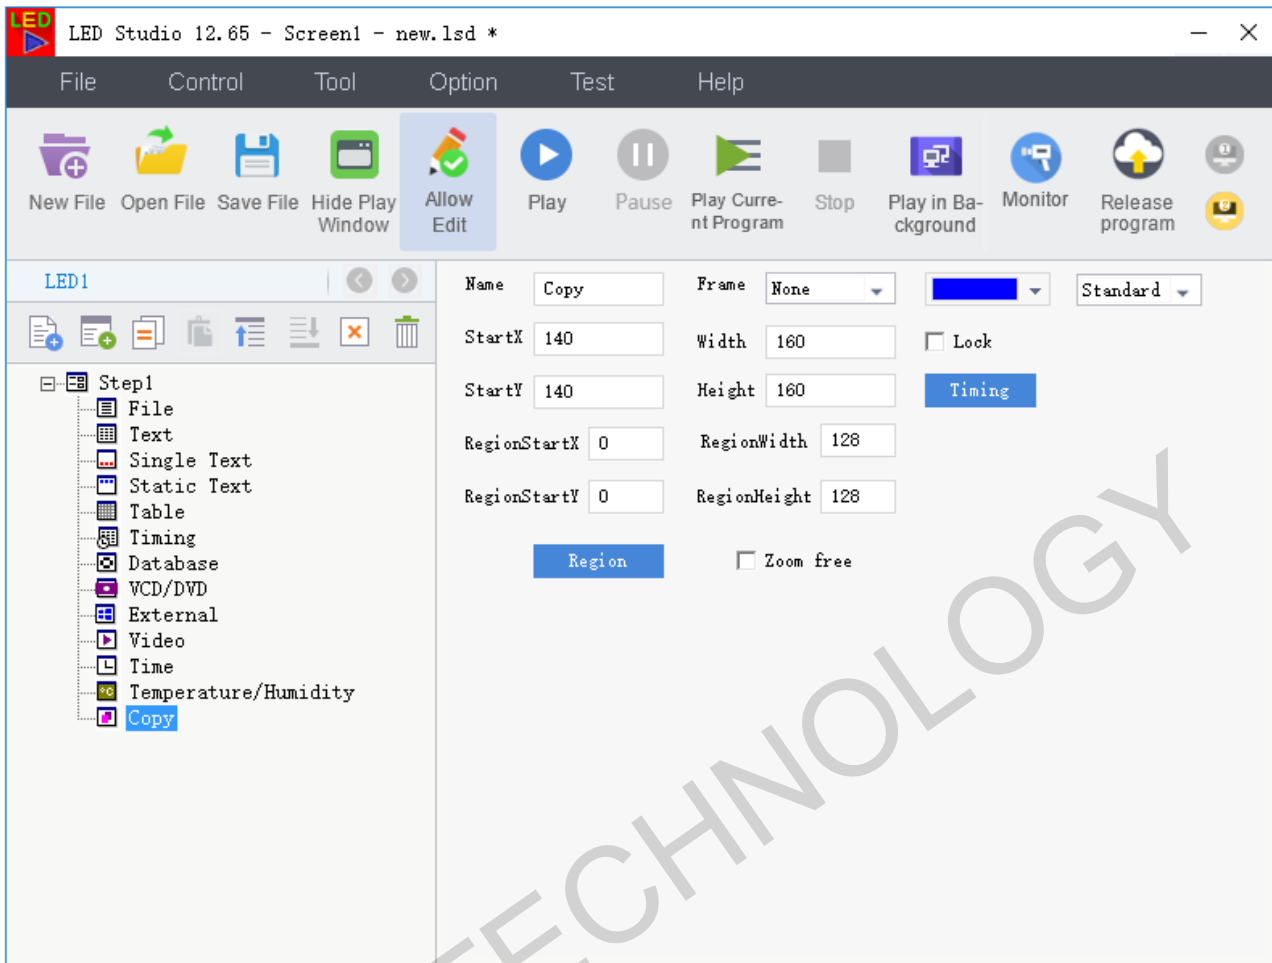 LED
LED Studio 12.65 - Screen1 - new.lsd *
File Control Tool Option Test Help
New File Open File Save File Hide Play Window Allow Edit Play Pause Play Curre- nt Program Stop Play in Ba- ckground Monitor Release program
LED1
Name Copy Frame None Standard
StartX 140 Width 160 Lock
StartY 140 Height 160 Timing
RegionStartX 0 RegionWidth 128
RegionStartY 0 RegionHeight 128
Region Zoom free
Step1
File
Text
Single Text
Static Text
Table
Timing
Database
VCD/DVD
External
Video
Time
°C Temperature/Humidity
Copy
TECHNOLOGY